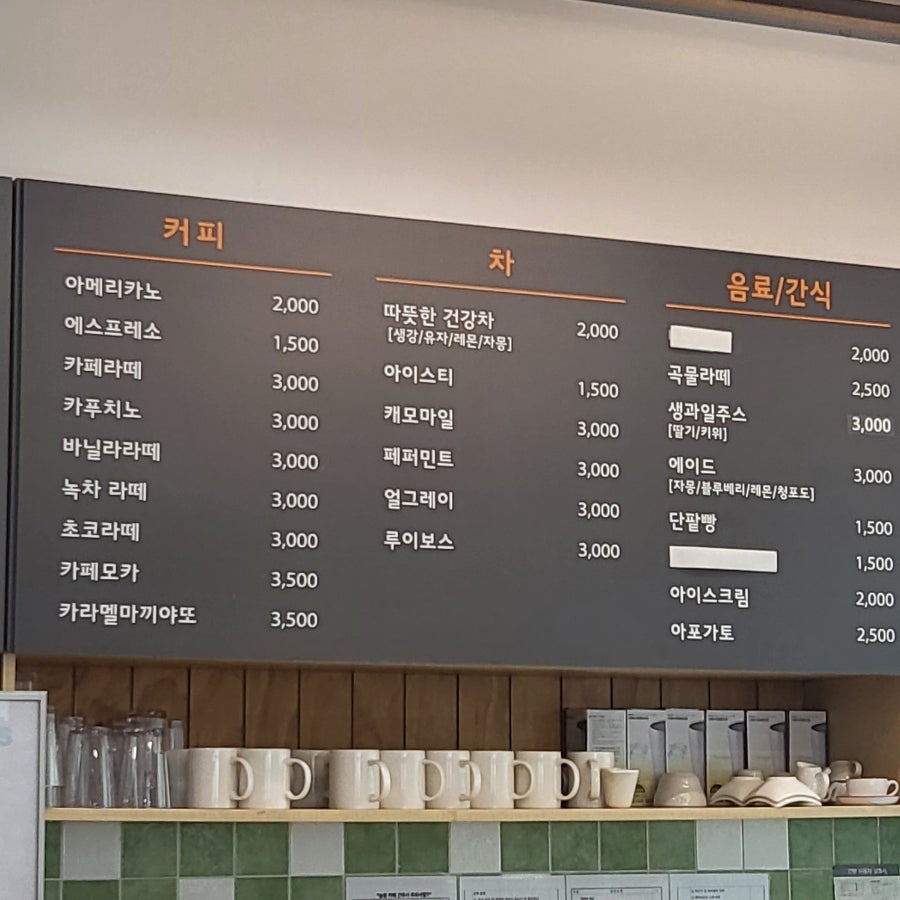 커피
아메리카노 2,000
에스프레소 1,500
카페라떼 3,000
카푸치노 3,000
바닐라라떼 3,000
녹차 라떼 3,000
초코라떼 3,000
카페모카 3,500
카라멜마끼야또 3,500
차
따뜻한 건강차 2,000
[생강/유자/레몬/자몽]
아이스티 1,500
캐모마일 3,000
페퍼민트 3,000
얼그레이 3,000
루이보스 3,000
음료/간식
2,000
곡물라떼 2,500
생과일주스 3,000
[딸기/키위]
에이드 3,000
[자몽/블루베리/레몬/청포도]
단팥빵 1,500
1,500
아이스크림 2,000
아포가토 2,500